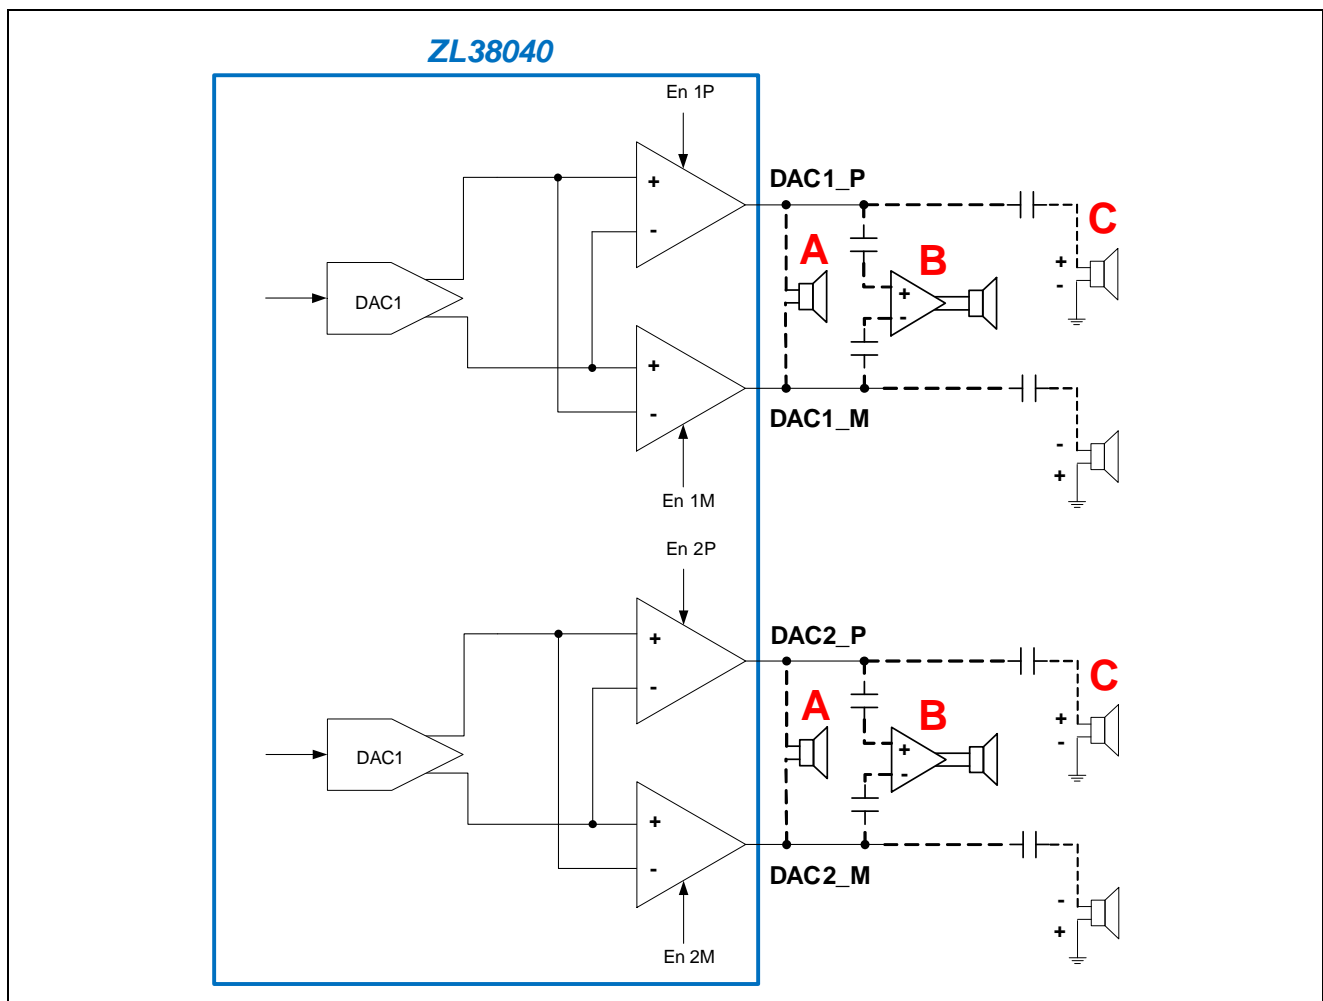 ZL38040
En 1P
DAC1_P
+
-
A
B
C
+
-
+
-
DAC1
+
-
DAC1_M
-
+
En 1M
En 2P
DAC2_P
+
-
A
B
C
+
-
+
-
DAC1
+
-
DAC2_M
-
+
En 2M